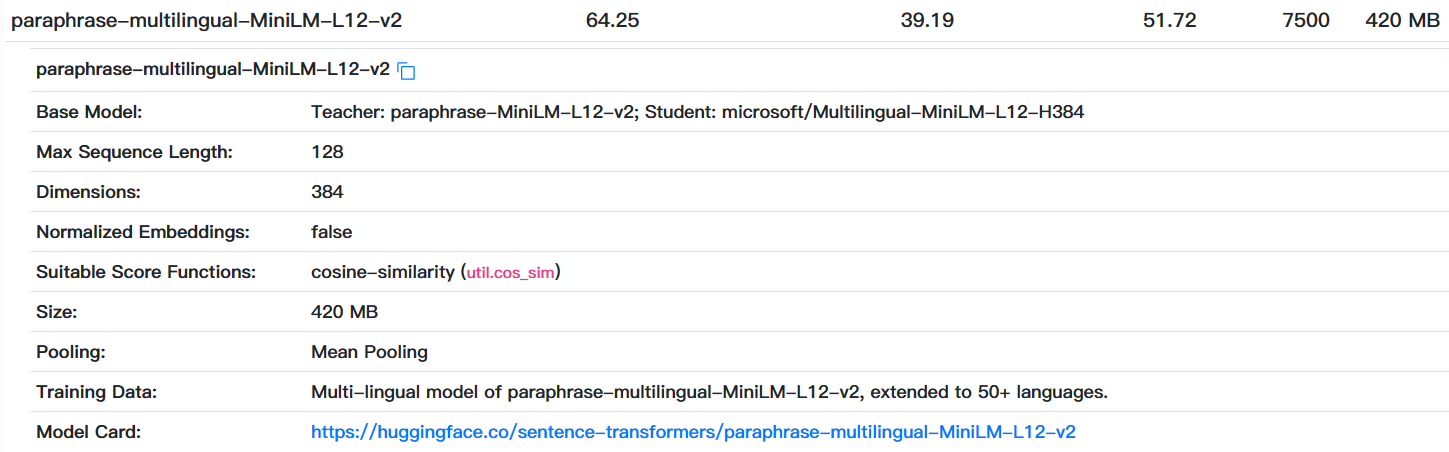 paraphrase-multilingual-MiniLM-L12-v2 64.25 39.19 51.72 7500 420 MB
paraphrase-multilingual-MiniLM-L12-v2
Base Model: Teacher: paraphrase-MiniLM-L12-v2; Student: microsoft/Multilingual-MiniLM-L12-H384
Max Sequence Length: 128
Dimensions: 384
Normalized Embeddings: false
Suitable Score Functions: cosine-similarity (util.cos_sim)
Size: 420 MB
Pooling: Mean Pooling
Training Data: Multi-lingual model of paraphrase-multilingual-MiniLM-L12-v2, extended to 50+ languages.
Model Card: https://huggingface.co/sentence-transformers/paraphrase-multilingual-MiniLM-L12-v2